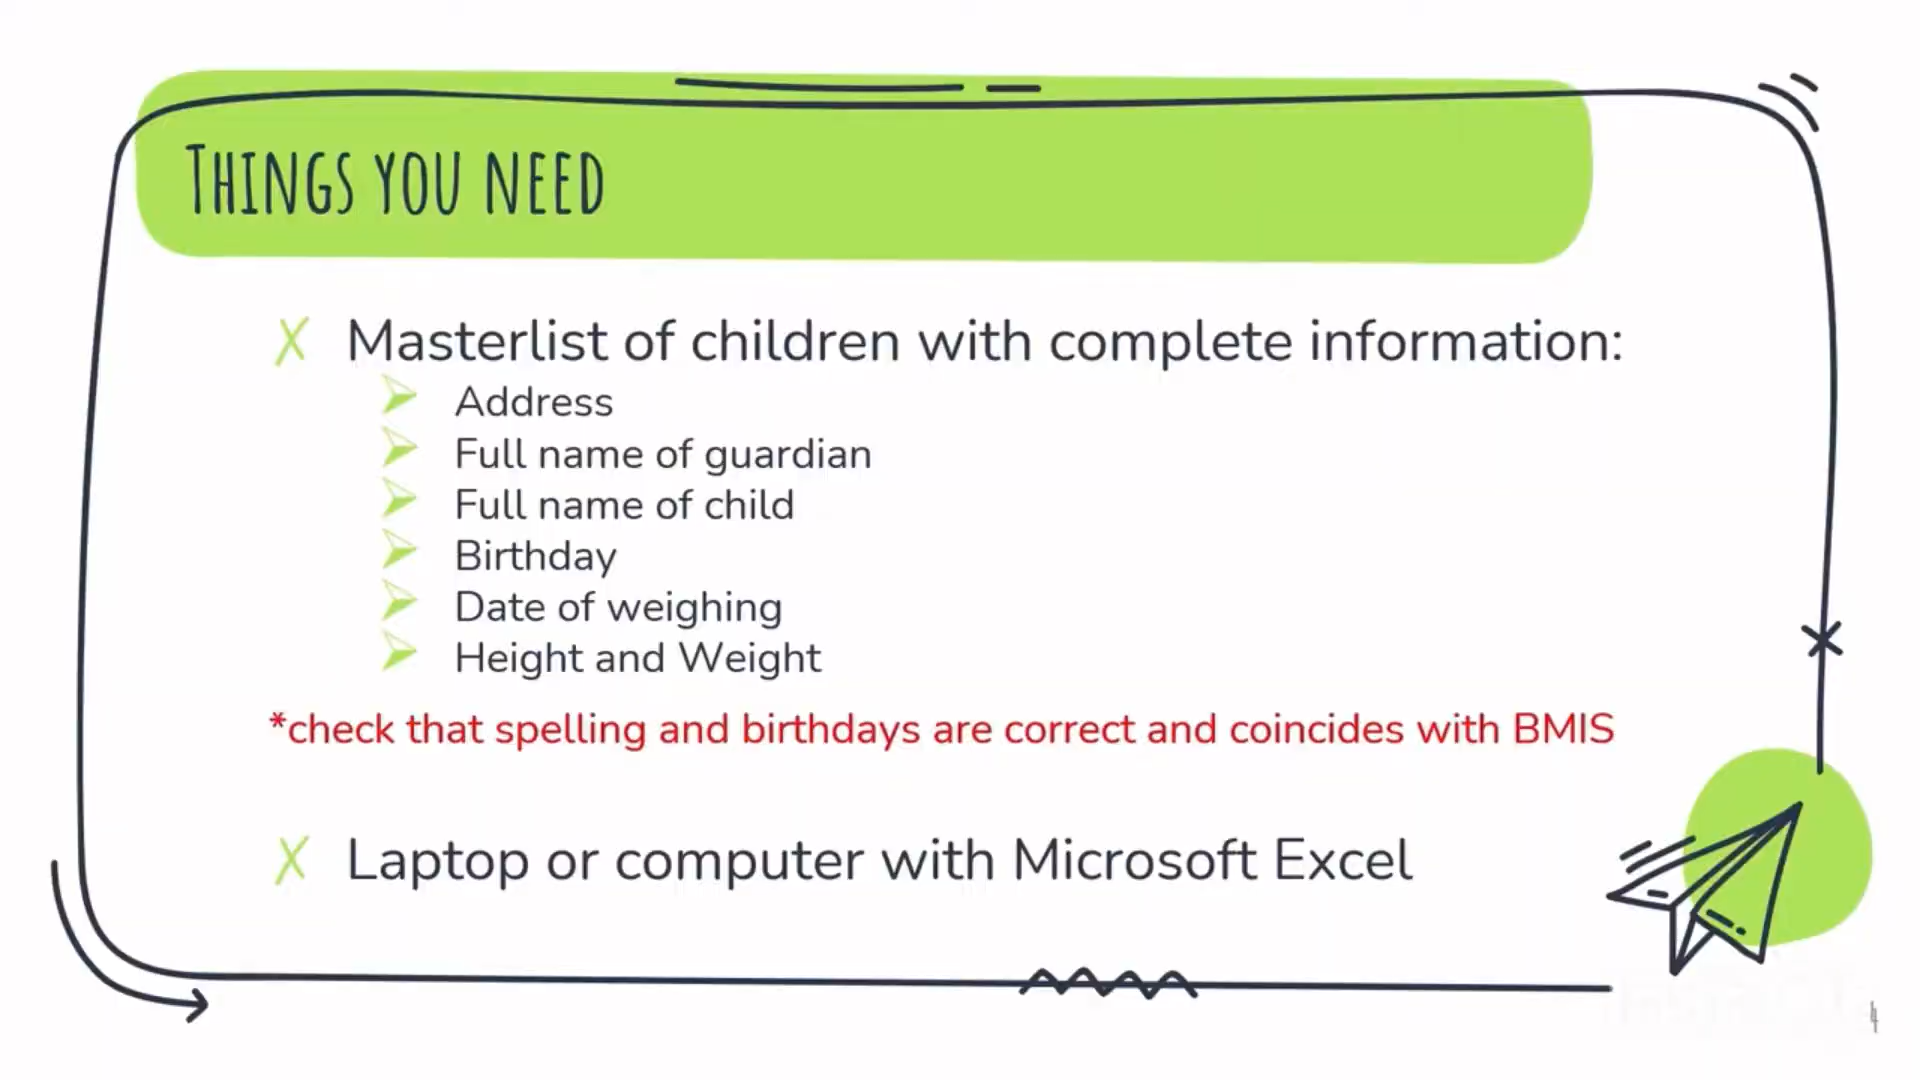 Things you need
Masterlist of children with complete information:
Address
Full name of guardian
Full name of child
Birthday
Date of weighing
Height and Weight
*check that spelling and birthdays are correct and coincides with BMIS
Laptop or computer with Microsoft Excel